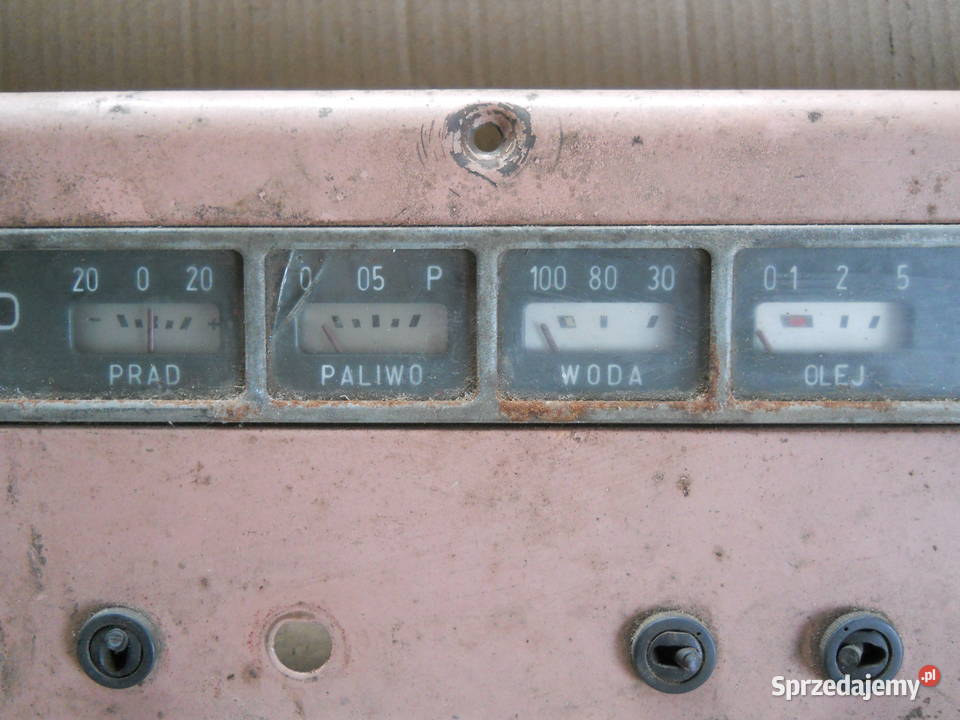 20 0 20
- +
PRAD
0 05 P
PALIWO
100 80 30
WODA
0-1 2 5
OLEJ
Sprzedajemy.pl